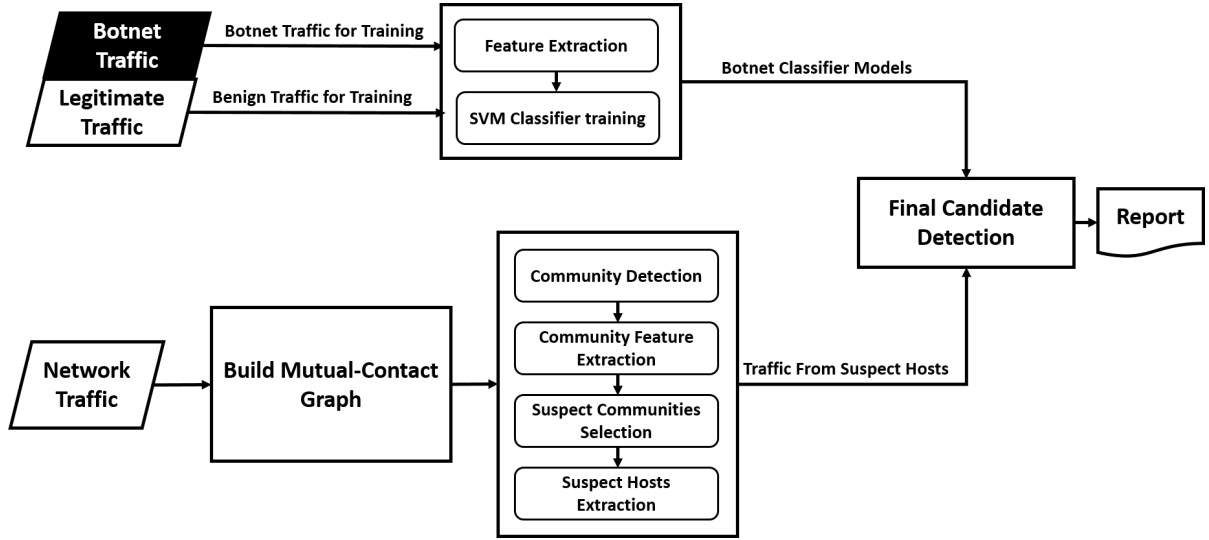 Botnet
Traffic
Legitimate
Traffic
Botnet Traffic for Training
Benign Traffic for Training
Feature Extraction
SVM Classifier training
Botnet Classifier Models
Final Candidate
Detection
Report
Network
Traffic
Build Mutual-Contact
Graph
Community Detection
Community Feature
Extraction
Suspect Communities
Selection
Suspect Hosts
Extraction
Traffic From Suspect Hosts